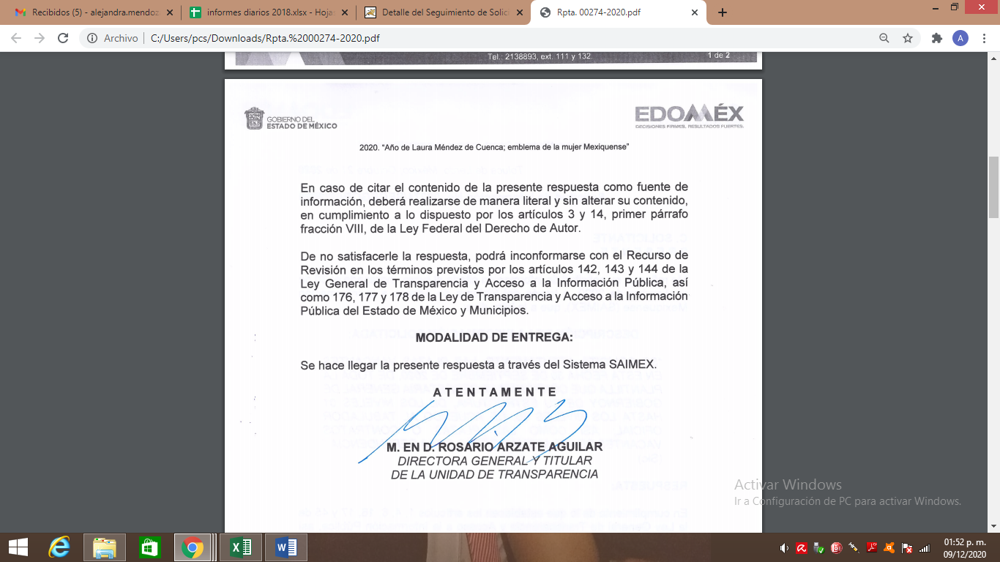 Recibidos (5) - alejandra.mendoz
informes diarios 2018.xlsx - Hoja
Detalle del Seguimiento de Solici
Rpta. 00274-2020.pdf
Archivo
C:/Users/pcs/Downloads/Rpta.%2000274-2020.pdf
A
Tel.: 2138893, ext. 111 y 132.
1 de 2
GOBIERNO DEL
ESTADO DE MÉXICO
EDOMÉX
DECISIONES FIRMES, RESULTADOS FUERTES.
2020. “Año de Laura Méndez de Cuenca; emblema de la mujer Mexiquense”
En caso de citar el contenido de la presente respuesta como fuente de
información, deberá realizarse de manera literal y sin alterar su contenido,
en cumplimiento a lo dispuesto por los artículos 3 y 14, primer párrafo
fracción VIII, de la Ley Federal del Derecho de Autor.
De no satisfacerle la respuesta, podrá inconformarse con el Recurso de
Revisión en los términos previstos por los artículos 142, 143 y 144 de la
Ley General de Transparencia y Acceso a la Información Pública, así
como 176, 177 y 178 de la Ley de Transparencia y Acceso a la Información
Pública del Estado de México y Municipios.
MODALIDAD DE ENTREGA:
Se hace llegar la presente respuesta a través del Sistema SAIMEX.
A T E N T A M E N T E
M. EN D. ROSARIO ARZATE AGUILAR
DIRECTORA GENERAL Y TITULAR
DE LA UNIDAD DE TRANSPARENCIA
Activar Windows
Ir a Configuración de PC para activar Windows.
01:52 p. m.
09/12/2020